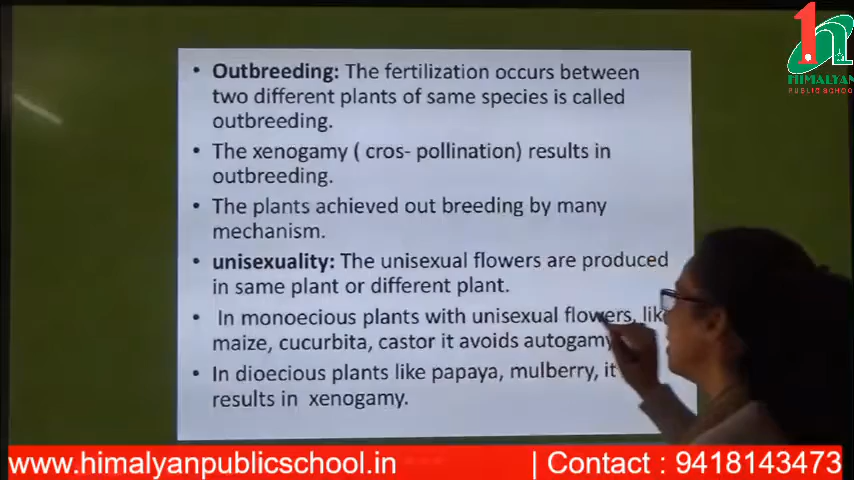 • Outbreeding: The fertilization occurs between
two different plants of same species is called
outbreeding.
• The xenogamy ( cros- pollination) results in
outbreeding.
• The plants achieved out breeding by many
mechanism.
• unisexuality: The unisexual flowers are produced
in same plant or different plant.
• In monoecious plants with unisexual flowers,
maize, cucurbita, castor it avoids autogamy
• In dioecious plants like papaya, mulberry, it
results in xenogamy.
1
HIMALYAN
PUBLIC SCHOO
www.himalyanpublicschool.in | Contact : 9418143473